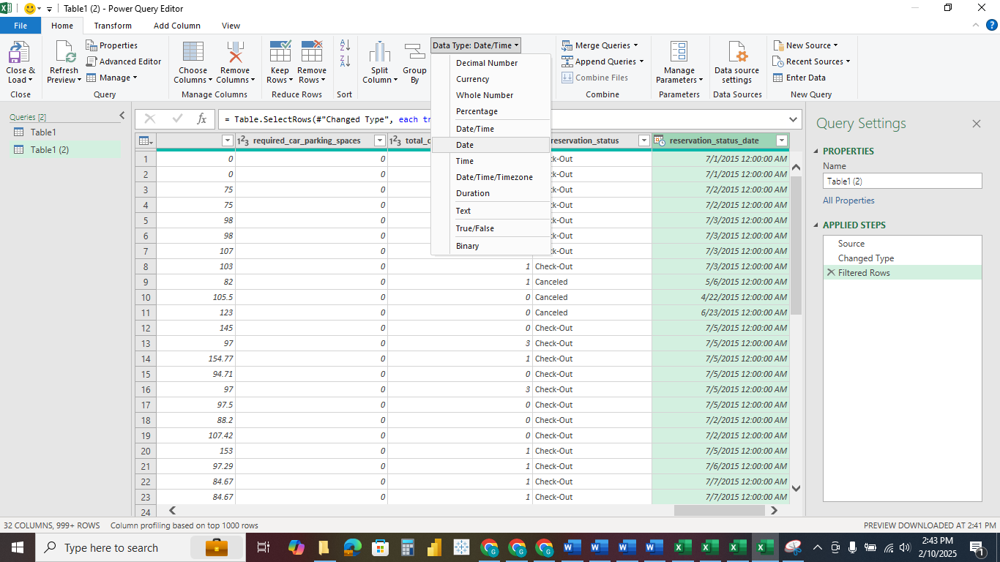 Table1 (2) - Power Query Editor
File Home Transform Add Column View
Close & Load
Close
Refresh Preview
Properties
Advanced Editor
Manage
Query
Choose Columns
Remove Columns
Manage Columns
Keep Rows
Remove Rows
Reduce Rows
Sort
Split Column
Group By
Data Type: Date/Time
Decimal Number
Currency
Whole Number
Percentage
Date/Time
Date
Time
Date/Time/Timezone
Duration
Text
True/False
Binary
Merge Queries
Append Queries
Combine Files
Combine
Manage Parameters
Parameters
Data source settings
Data Sources
New Source
Recent Sources
Enter Data
New Query
Queries [2]
Table1
Table1 (2)
fx = Table.SelectRows(#"Changed Type", each
required_car_parking_spaces reservation_status reservation_status_date
1 0 0 7/1/2015 12:00:00 AM
2 0 0 7/1/2015 12:00:00 AM
3 75 0 7/2/2015 12:00:00 AM
4 75 0 7/2/2015 12:00:00 AM
5 98 0 7/3/2015 12:00:00 AM
6 98 0 7/3/2015 12:00:00 AM
7 107 0 7/3/2015 12:00:00 AM
8 103 0 1 Check-Out 7/3/2015 12:00:00 AM
9 82 0 1 Canceled 5/6/2015 12:00:00 AM
10 105.5 0 0 Canceled 4/22/2015 12:00:00 AM
11 123 0 0 Canceled 6/23/2015 12:00:00 AM
12 145 0 0 Check-Out 7/5/2015 12:00:00 AM
13 97 0 3 Check-Out 7/5/2015 12:00:00 AM
14 154.77 0 1 Check-Out 7/5/2015 12:00:00 AM
15 94.71 0 0 Check-Out 7/5/2015 12:00:00 AM
16 97 0 3 Check-Out 7/5/2015 12:00:00 AM
17 97.5 0 0 Check-Out 7/5/2015 12:00:00 AM
18 88.2 0 0 Check-Out 7/2/2015 12:00:00 AM
19 107.42 0 0 Check-Out 7/2/2015 12:00:00 AM
20 153 0 1 Check-Out 7/5/2015 12:00:00 AM
21 97.29 0 1 Check-Out 7/6/2015 12:00:00 AM
22 84.67 0 1 Check-Out 7/7/2015 12:00:00 AM
23 84.67 0 1 Check-Out 7/7/2015 12:00:00 AM
24
Query Settings
PROPERTIES
Name
Table1 (2)
All Properties
APPLIED STEPS
Source
Changed Type
Filtered Rows
32 COLUMNS, 999+ ROWS Column profiling based on top 1000 rows PREVIEW DOWNLOADED AT 2:41 PM
Type here to search
2:43 PM
2/10/2025
1